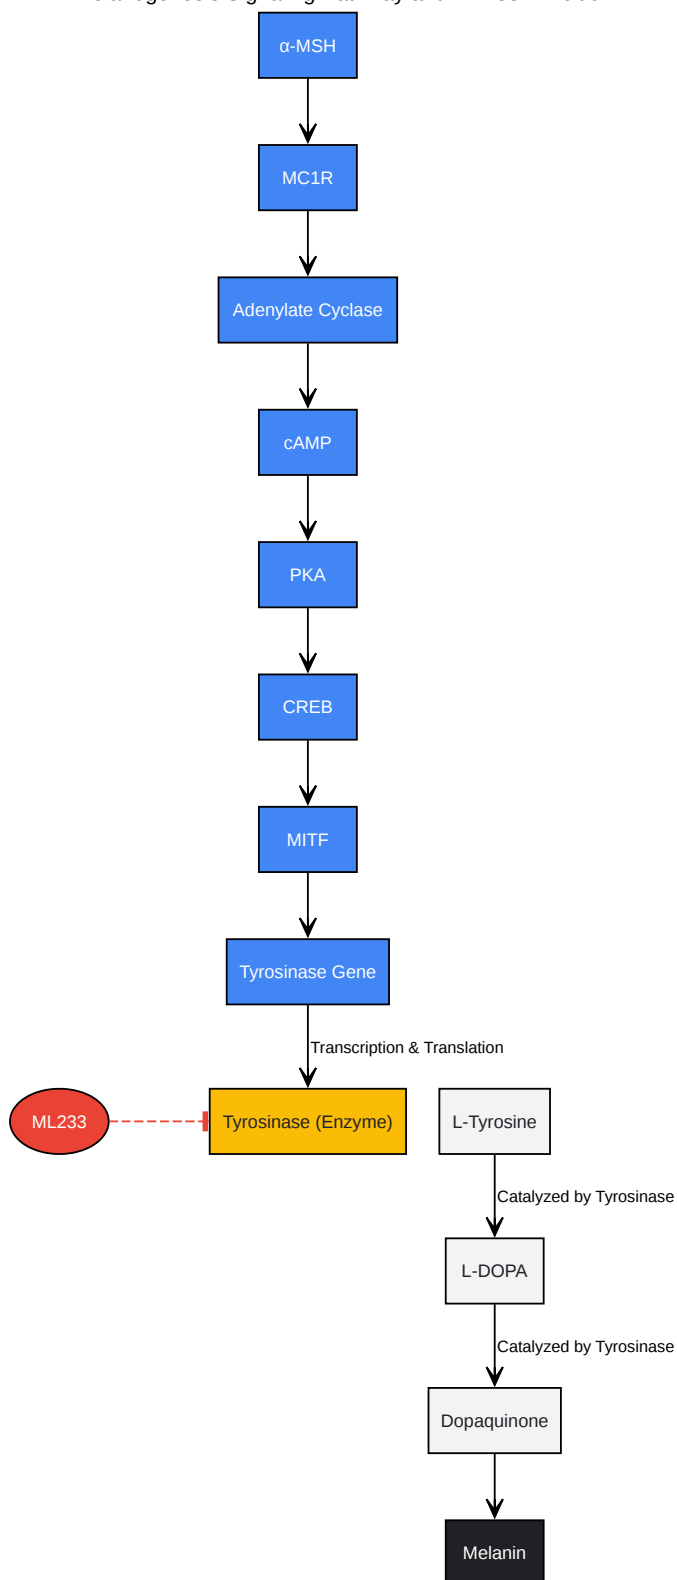 α-MSH
MC1R
Adenylate Cyclase
cAMP
PKA
CREB
MITF
Tyrosinase Gene
Transcription & Translation
ML233
Tyrosinase (Enzyme)
L-Tyrosine
Catalyzed by Tyrosinase
L-DOPA
Catalyzed by Tyrosinase
Dopaquinone
Melanin